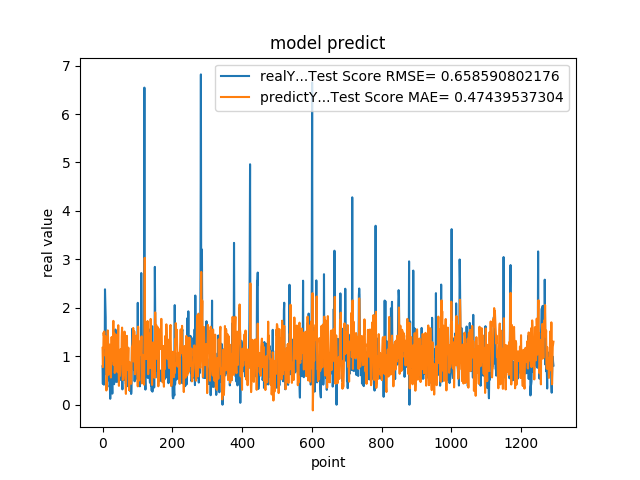 model predict
realY...Test Score RMSE= 0.658590802176
predictY...Test Score MAE= 0.47439537304
7
6
5
4
3
2
1
0
real value
0 200 400 600 800 1000 1200
point